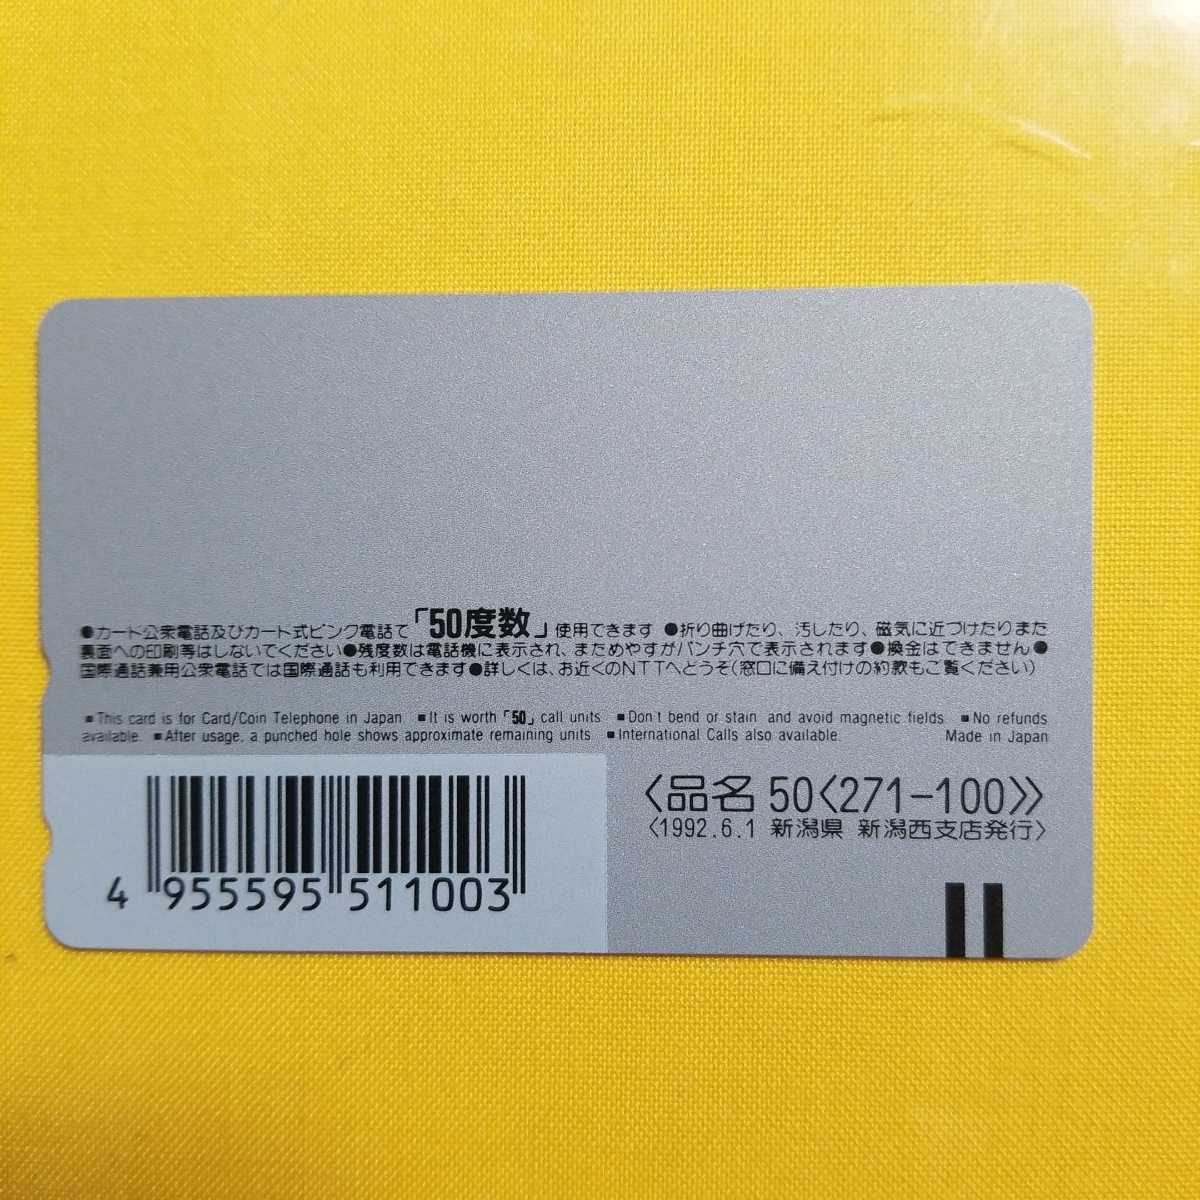 ●カード公衆電話及びカード式ピンク電話で「50度数」使用できます ●折り曲げたり、汚したり、磁気に近づけたりまた
裏面への印刷等はしないでください●残度数は電話機に表示され、まためやすがパンチ穴で表示されます●換金はできません●
国際通話兼用公衆電話では国際通話も利用できます●詳しくは、お近くのNTTへどうぞ(窓口に備え付けの約款もご覧ください)
■This card is for Card/Coin Telephone in Japan ■It is worth「50」call units ■Don't bend or stain and avoid magnetic fields ■No refunds
available. ■After usage, a punched hole shows approximate remaining units ■International Calls also available. Made in Japan
〈品名 50〈271-100〉〉
〈1992.6.1 新潟県 新潟西支店発行〉
4 955595 511003